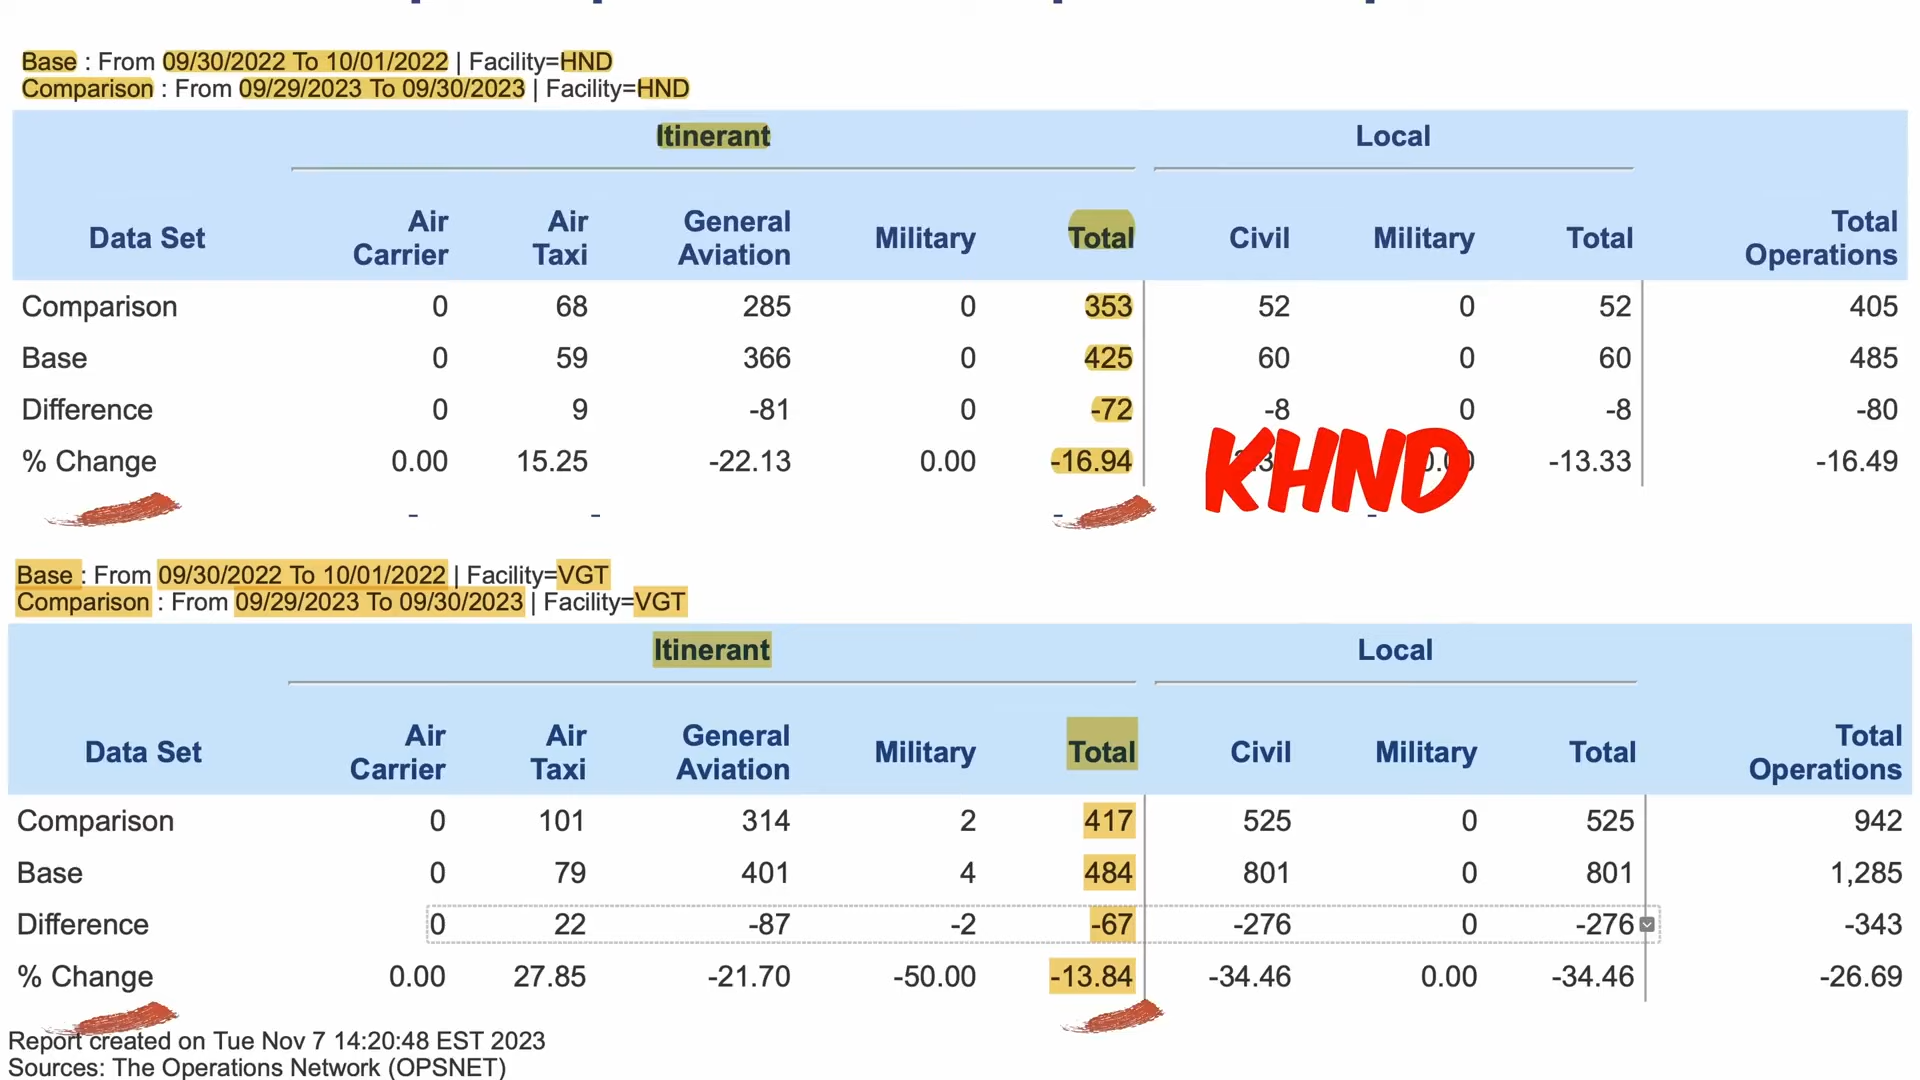 Base : From 09/30/2022 To 10/01/2022 | Facility=HND
Comparison : From 09/29/2023 To 09/30/2023 | Facility=HND
Itinerant Local
Data Set Air Carrier Air Taxi General Aviation Military Total Civil Military Total Total Operations
Comparison 0 68 285 0 353 52 0 52 405
Base 0 59 366 0 425 60 0 60 485
Difference 0 9 -81 0 -72 -8 0 -8 -80
% Change 0.00 15.25 -22.13 0.00 -16.94 -13.33 -16.49
KHND
Base : From 09/30/2022 To 10/01/2022 | Facility=VGT
Comparison : From 09/29/2023 To 09/30/2023 | Facility=VGT
Itinerant Local
Data Set Air Carrier Air Taxi General Aviation Military Total Civil Military Total Total Operations
Comparison 0 101 314 2 417 525 0 525 942
Base 0 79 401 4 484 801 0 801 1,285
Difference 0 22 -87 -2 -67 -276 0 -276 -343
% Change 0.00 27.85 -21.70 -50.00 -13.84 -34.46 0.00 -34.46 -26.69
Report created on Tue Nov 7 14:20:48 EST 2023
Sources: The Operations Network (OPSNET)